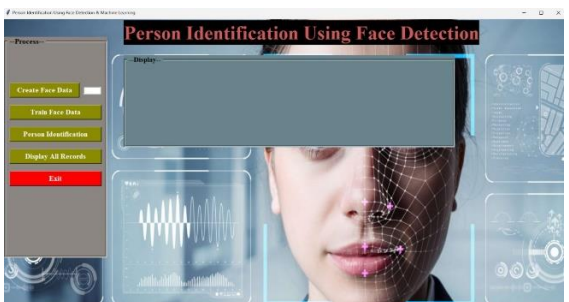 Person Identification Using Face Detection & Machine Learning
Person Identification Using Face Detection
--Process--
--Display--
Create Face Data
Train Face Data
Person Identification
Display All Records
Exit